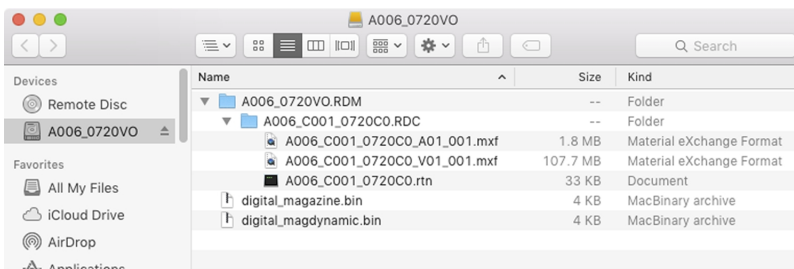 A006_0720VO
Search
Devices
Remote Disc
A006_0720VO
Favorites
All My Files
iCloud Drive
AirDrop
Applications
Name Size Kind
A006_0720VO.RDM -- Folder
A006_C001_0720C0.RDC -- Folder
A006_C001_0720C0_A01_001.mxf 1.8 MB Material eXchange Format
A006_C001_0720C0_V01_001.mxf 107.7 MB Material eXchange Format
A006_C001_0720C0.rtn 33 KB Document
digital_magazine.bin 4 KB MacBinary archive
digital_magdynamic.bin 4 KB MacBinary archive